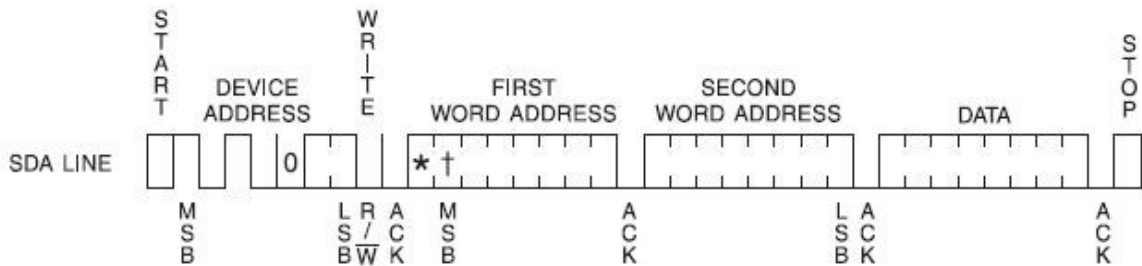 START
WRITE
STOP
DEVICE ADDRESS
FIRST WORD ADDRESS
SECOND WORD ADDRESS
DATA
SDA LINE
0
* †
MSB
LSB
R/W̅
ACK
MSB
ACK
LSB
ACK
ACK